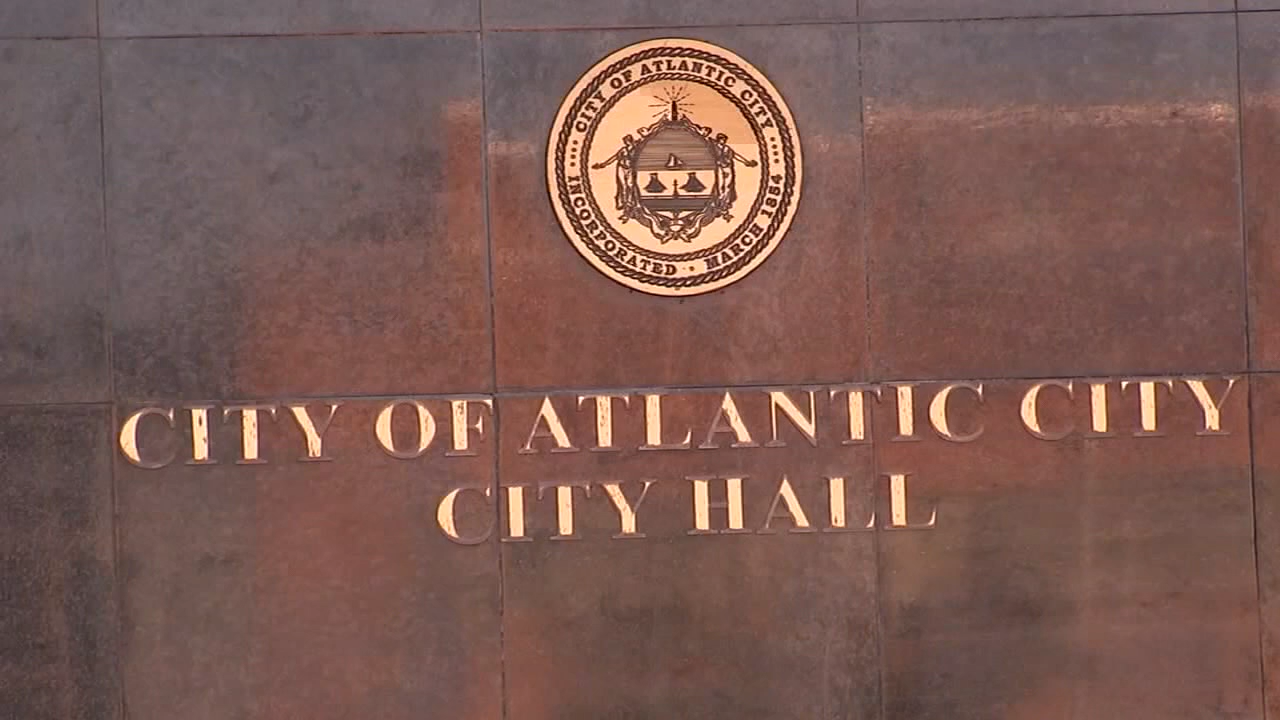 CITY OF ATLANTIC CITY
INCORPORATED · MARCH 1854
CITY OF ATLANTIC CITY
CITY HALL